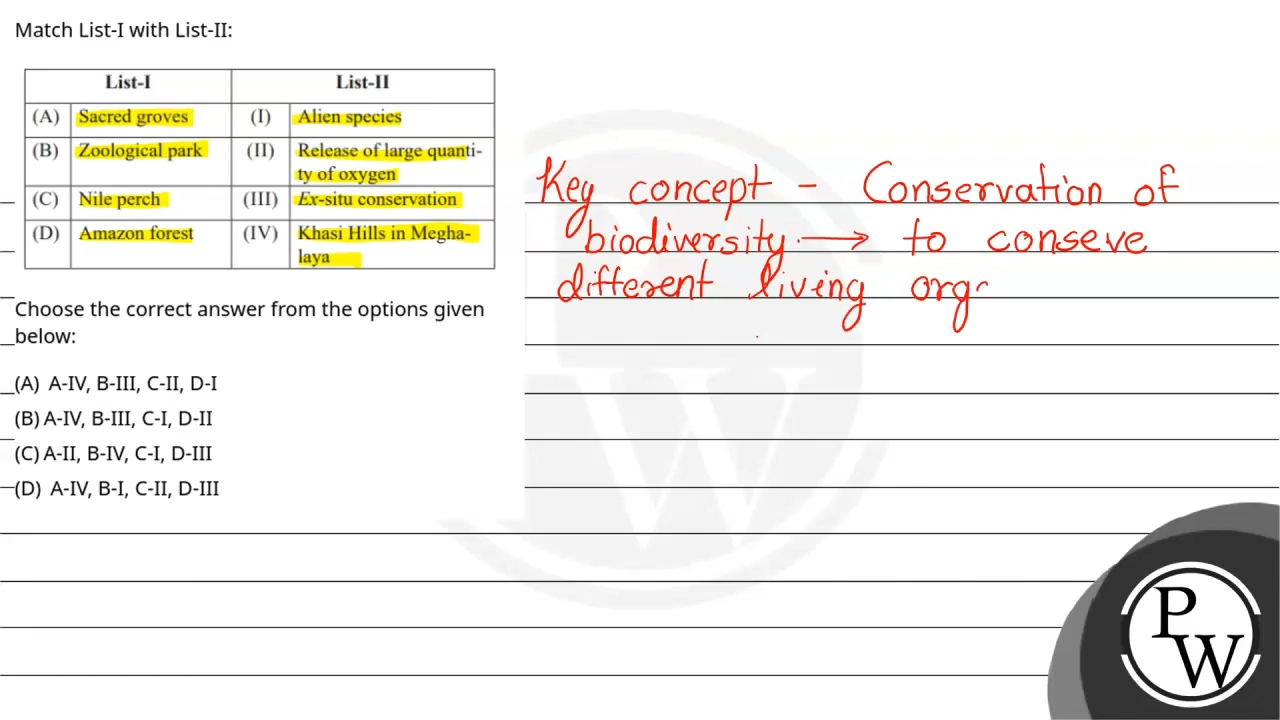 Match List-I with List-II:
List-I List-II
(A) Sacred groves (I) Alien species
(B) Zoological park (II) Release of large quanti-
ty of oxygen
(C) Nile perch (III) Ex-situ conservation
(D) Amazon forest (IV) Khasi Hills in Megha-
laya
Choose the correct answer from the options given
below:
(A) A-IV, B-III, C-II, D-I
(B) A-IV, B-III, C-I, D-II
(C) A-II, B-IV, C-I, D-III
(D) A-IV, B-I, C-II, D-III
Key concept - Conservation of
biodiversity. → to conseve
different living org
P
W